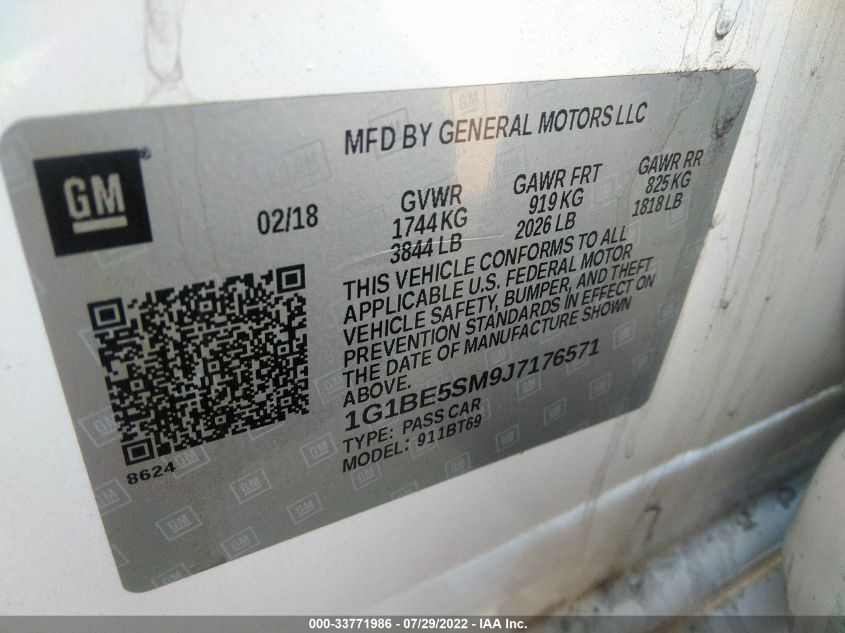 MFD BY GENERAL MOTORS LLC
GM
02/18
GVWR
1744 KG
3844 LB
GAWR FRT
919 KG
2026 LB
GAWR RR
825 KG
1818 LB
THIS VEHICLE CONFORMS TO ALL
APPLICABLE U.S. FEDERAL MOTOR
VEHICLE SAFETY, BUMPER, AND THEFT
PREVENTION STANDARDS IN EFFECT ON
THE DATE OF MANUFACTURE SHOWN
ABOVE.
1G1BE5SM9J7176571
TYPE: PASS CAR
MODEL: 911BT69
8624
000-33771986 - 07/29/2022 - IAA Inc.